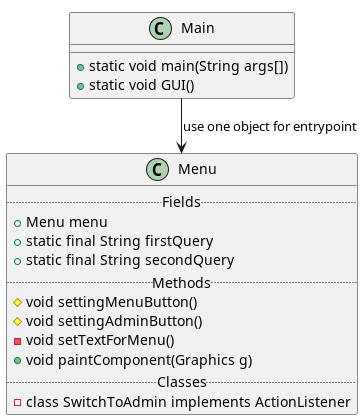 C Main
static void main(String args[])
static void GUI()
use one object for entrypoint
C Menu
Fields
Menu menu
static final String firstQuery
static final String secondQuery
Methods
void settingMenuButton()
void settingAdminButton()
void setTextForMenu()
void paintComponent(Graphics g)
Classes
class SwitchToAdmin implements ActionListener